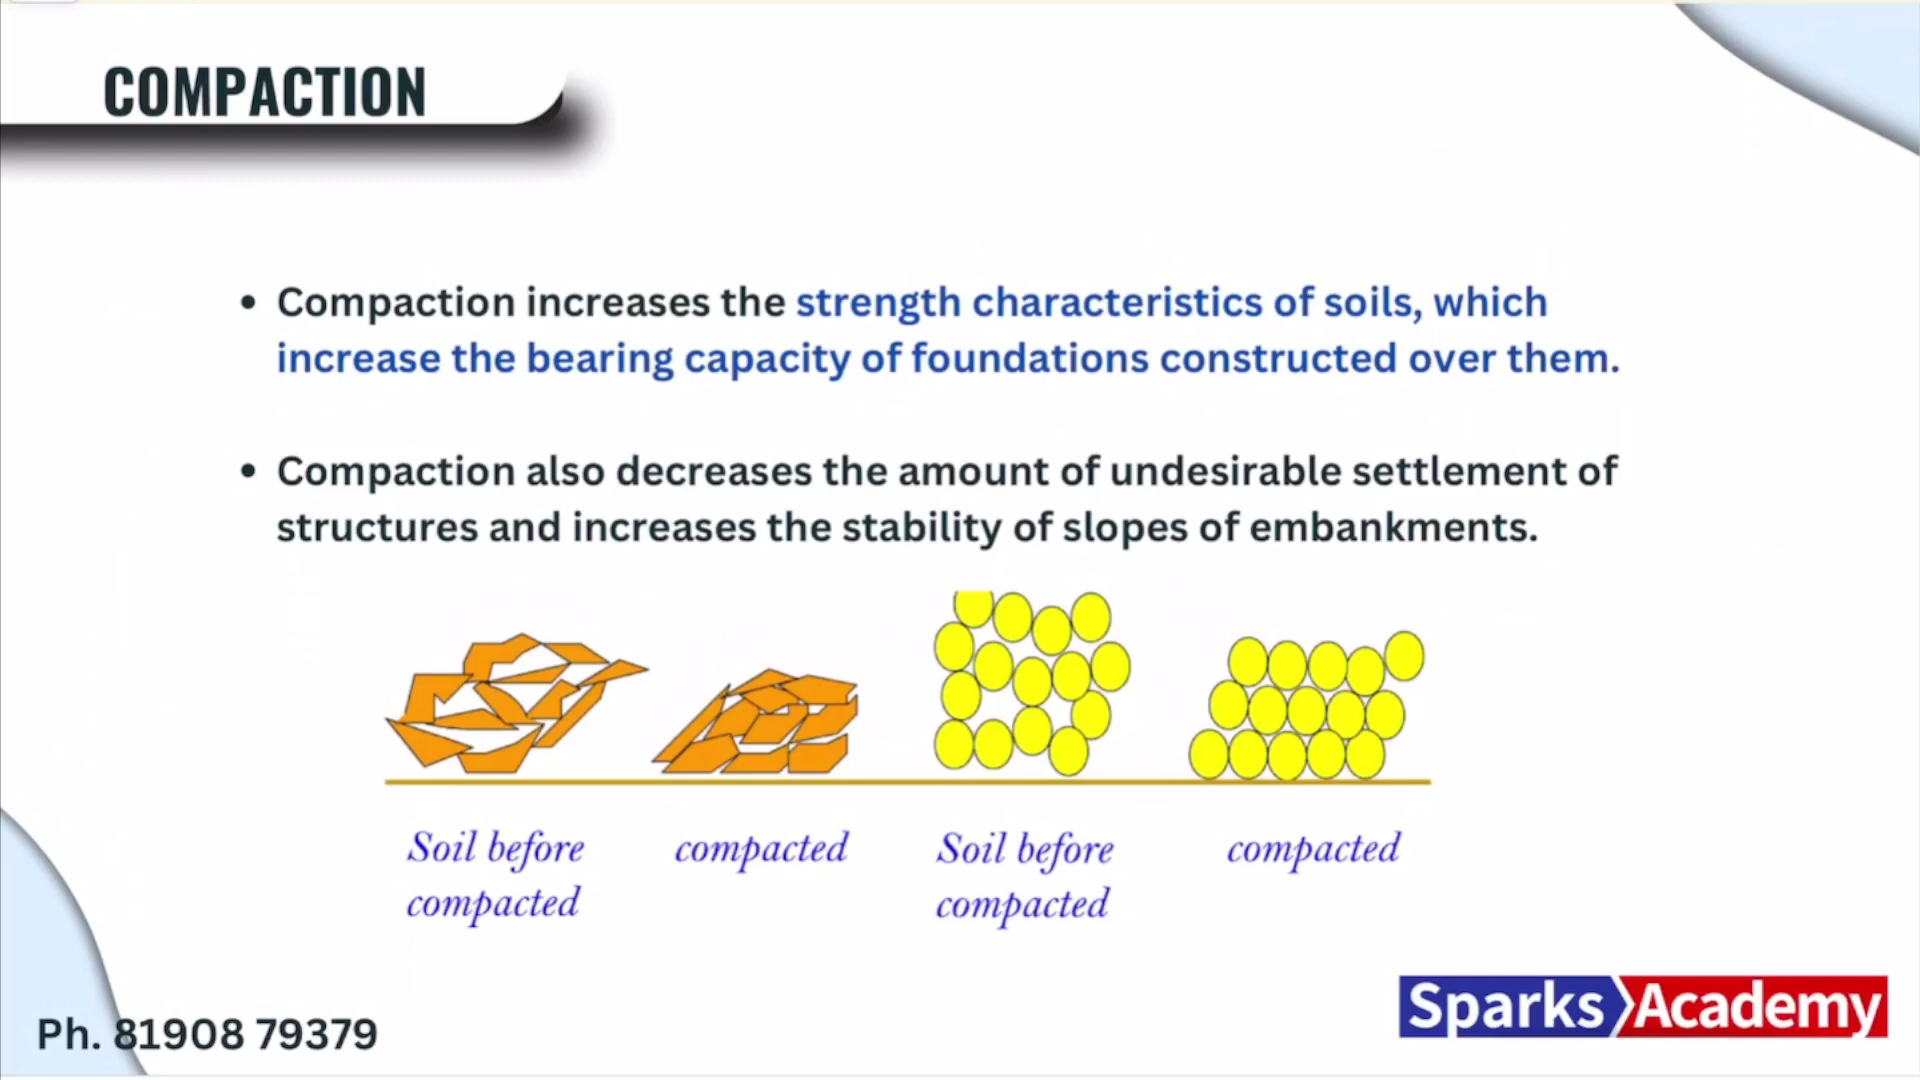 COMPACTION
• Compaction increases the strength characteristics of soils, which
increase the bearing capacity of foundations constructed over them.
• Compaction also decreases the amount of undesirable settlement of
structures and increases the stability of slopes of embankments.
Soil before
compacted
compacted
Soil before
compacted
compacted
Ph. 81908 79379
Sparks Academy